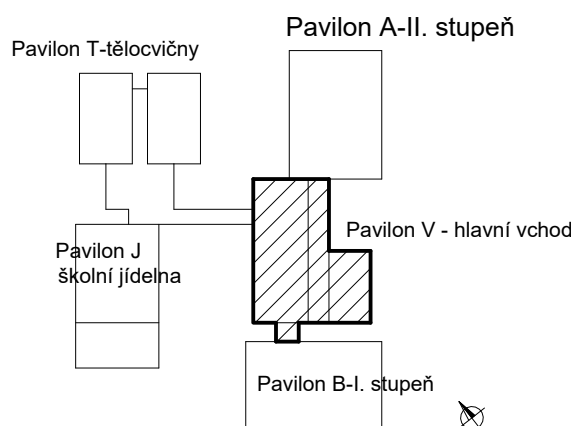 Pavilon A-II. stupeň
Pavilon T-tělocvičny
Pavilon V - hlavní vchod
Pavilon J
školní jídelna
Pavilon B-I. stupeň